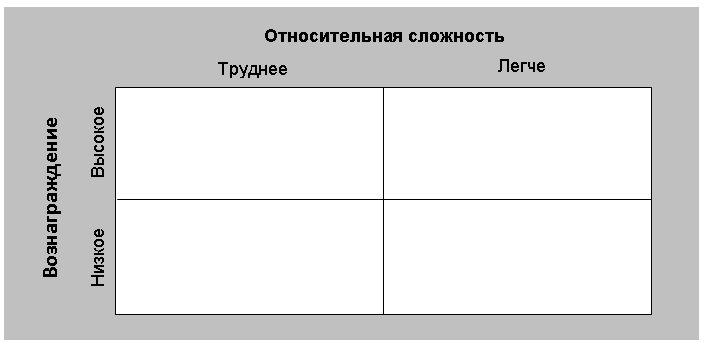 Относительная сложность
Труднее
Легче
Вознаграждение
Высокое
Низкое